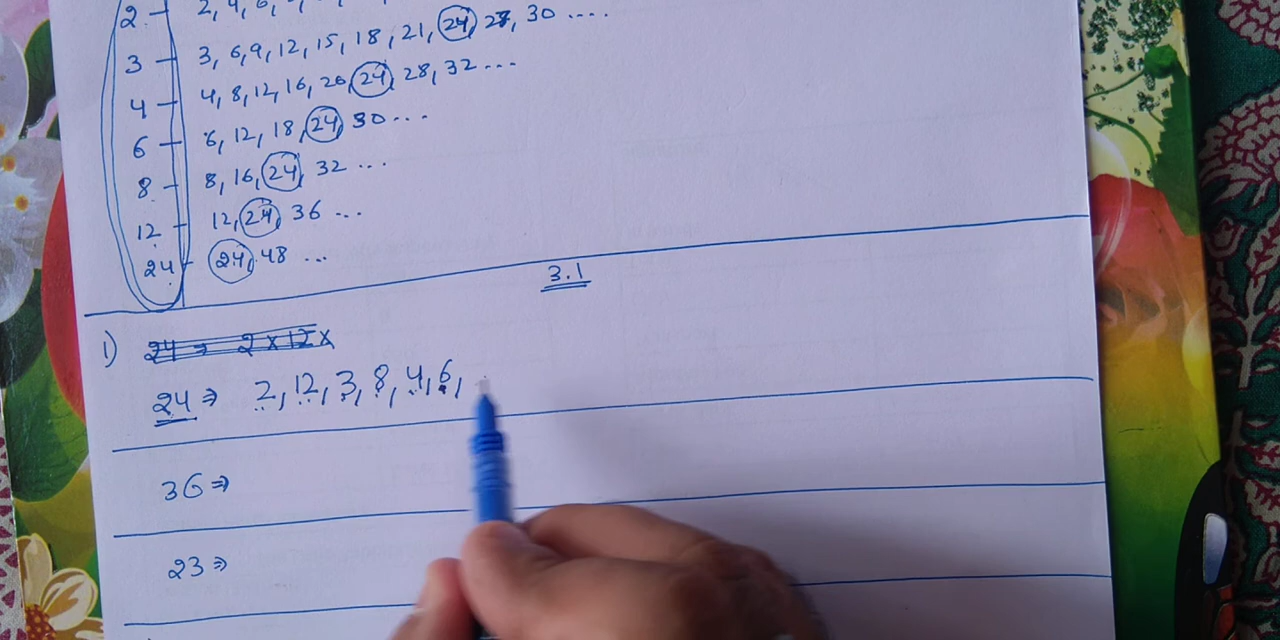 2 - 2, 4, 6,
3 - 3, 6, 9, 12, 15, 18, 21, 24, 27, 30 ....
4 - 4, 8, 12, 16, 20, 24, 28, 32 ...
6 - 6, 12, 18, 24, 30 ...
8 - 8, 16, 24, 32 ...
12 - 12, 24, 36 ...
24 - 24, 48 ...
3.1
1) 24 ⇒ 2 x 12 x
24 ⇒ 2, 12, 3, 8, 4, 6,
36 ⇒
23 ⇒